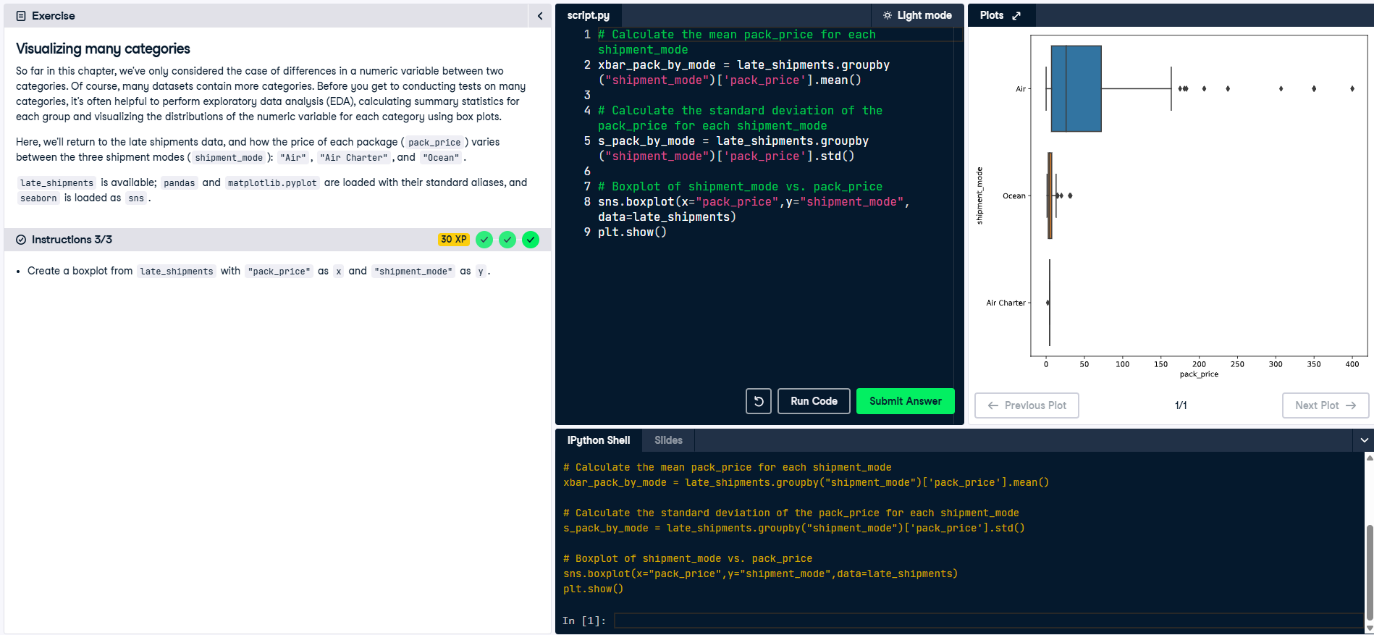 Exercise
Visualizing many categories
So far in this chapter, we've only considered the case of differences in a numeric variable between two
categories. Of course, many datasets contain more categories. Before you get to conducting tests on many
categories, it's often helpful to perform exploratory data analysis (EDA), calculating summary statistics for
each group and visualizing the distributions of the numeric variable for each category using box plots.
Here, we'll return to the late shipments data, and how the price of each package ( pack_price ) varies
between the three shipment modes ( shipment_mode ): "Air" , "Air Charter" , and "Ocean" .
late_shipments is available; pandas and matplotlib.pyplot are loaded with their standard aliases, and
seaborn is loaded as sns .
Instructions 3/3
30 XP
• Create a boxplot from late_shipments with "pack_price" as x and "shipment_mode" as y .
script.py
Light mode
1 # Calculate the mean pack_price for each
shipment_mode
2 xbar_pack_by_mode = late_shipments.groupby
("shipment_mode")['pack_price'].mean()
3
4 # Calculate the standard deviation of the
pack_price for each shipment_mode
5 s_pack_by_mode = late_shipments.groupby
("shipment_mode")['pack_price'].std()
6
7 # Boxplot of shipment_mode vs. pack_price
8 sns.boxplot(x="pack_price",y="shipment_mode",
data=late_shipments)
9 plt.show()
Run Code
Submit Answer
Plots
shipment_mode
Air
Ocean
Air Charter
0 50 100 150 200 250 300 350 400
pack_price
← Previous Plot
1/1
Next Plot →
IPython Shell
Slides
# Calculate the mean pack_price for each shipment_mode
xbar_pack_by_mode = late_shipments.groupby("shipment_mode")['pack_price'].mean()
# Calculate the standard deviation of the pack_price for each shipment_mode
s_pack_by_mode = late_shipments.groupby("shipment_mode")['pack_price'].std()
# Boxplot of shipment_mode vs. pack_price
sns.boxplot(x="pack_price",y="shipment_mode",data=late_shipments)
plt.show()
In [1]: